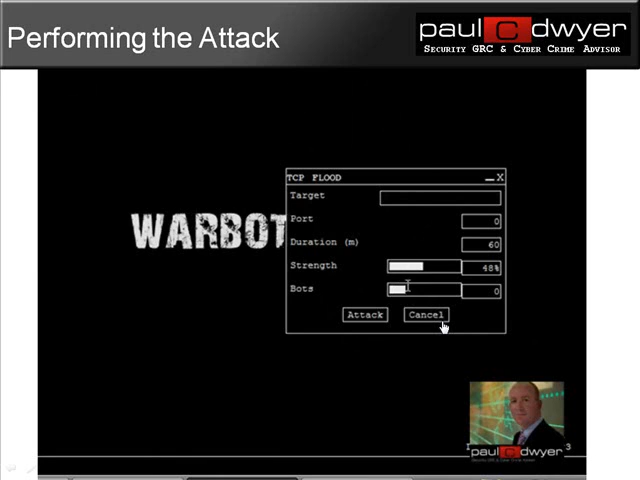 Performing the Attack
paul c dwyer
SECURITY GRC & CYBER CRIME ADVISOR
WARBOT
TCP FLOOD
Target
Port 0
Duration (m) 60
Strength 48%
Bots 0
Attack Cancel
paul c dwyer